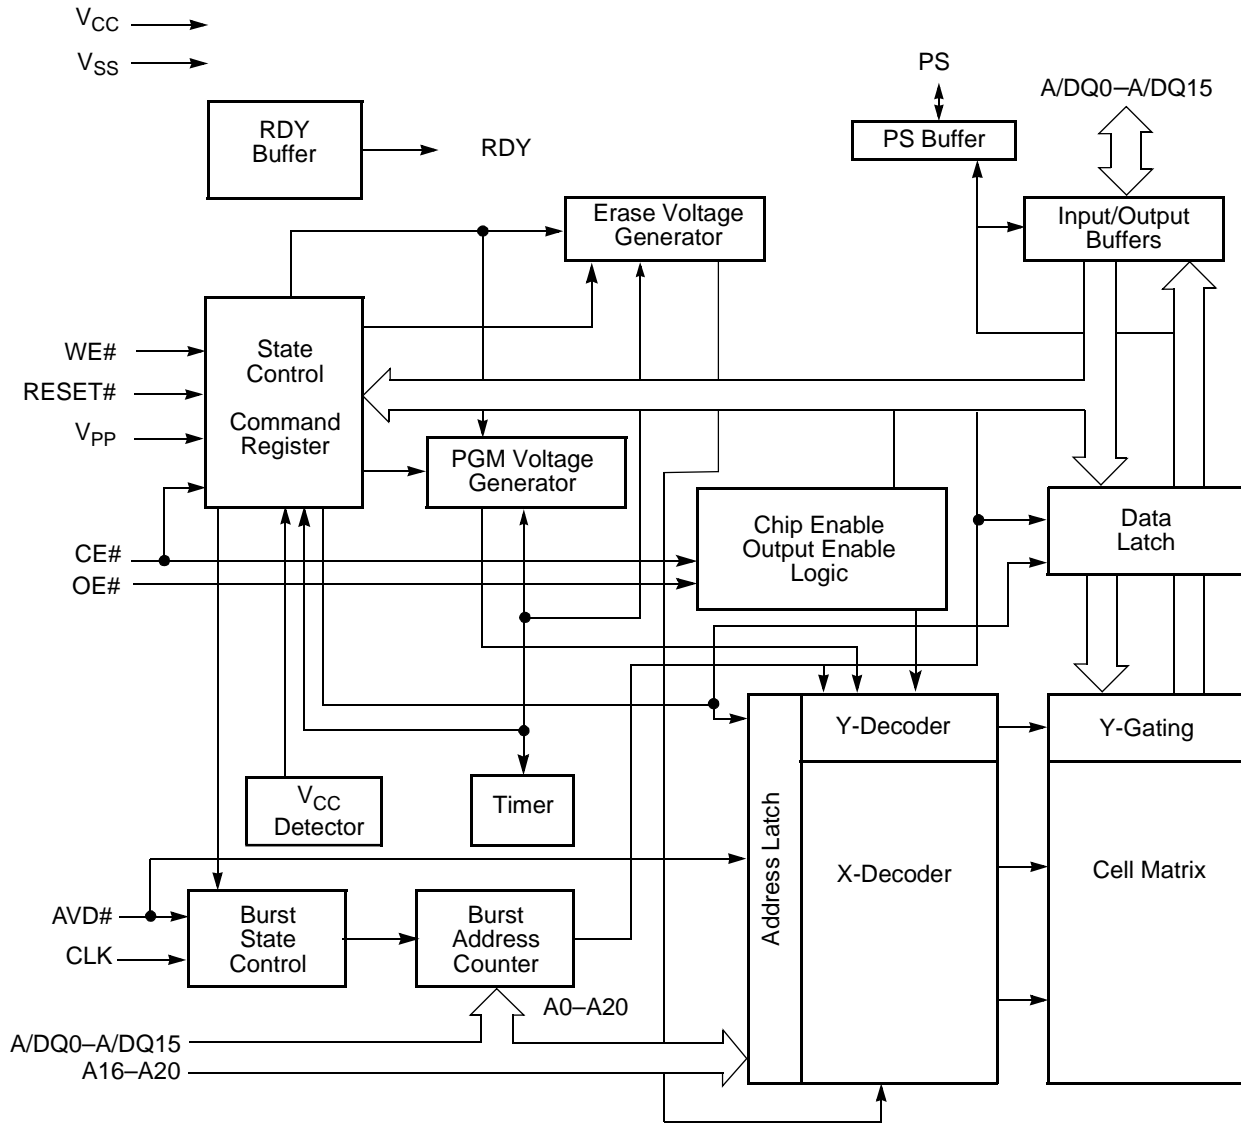 VCC
VSS
PS
A/DQ0–A/DQ15
RDY
Buffer
RDY
PS Buffer
Erase Voltage
Generator
Input/Output
Buffers
WE#
RESET#
VPP
State
Control
Command
Register
PGM Voltage
Generator
CE#
OE#
Chip Enable
Output Enable
Logic
Data
Latch
VCC
Detector
Timer
Address Latch
Y-Decoder
Y-Gating
X-Decoder
Cell Matrix
AVD#
CLK
Burst
State
Control
Burst
Address
Counter
A0–A20
A/DQ0–A/DQ15
A16–A20